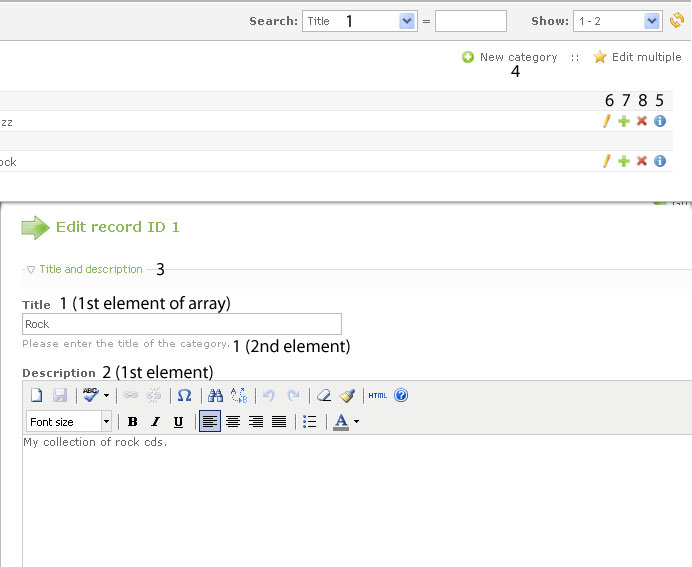 Search: Title 1 = Show: 1 - 2
New category :: Edit multiple
4
6 7 8 5
zz
ock
Edit record ID 1
Title and description 3
Title 1 (1st element of array)
Rock
Please enter the title of the category. 1 (2nd element)
Description 2 (1st element)
ABC A B HTML ?
Font size B I U A
My collection of rock cds.